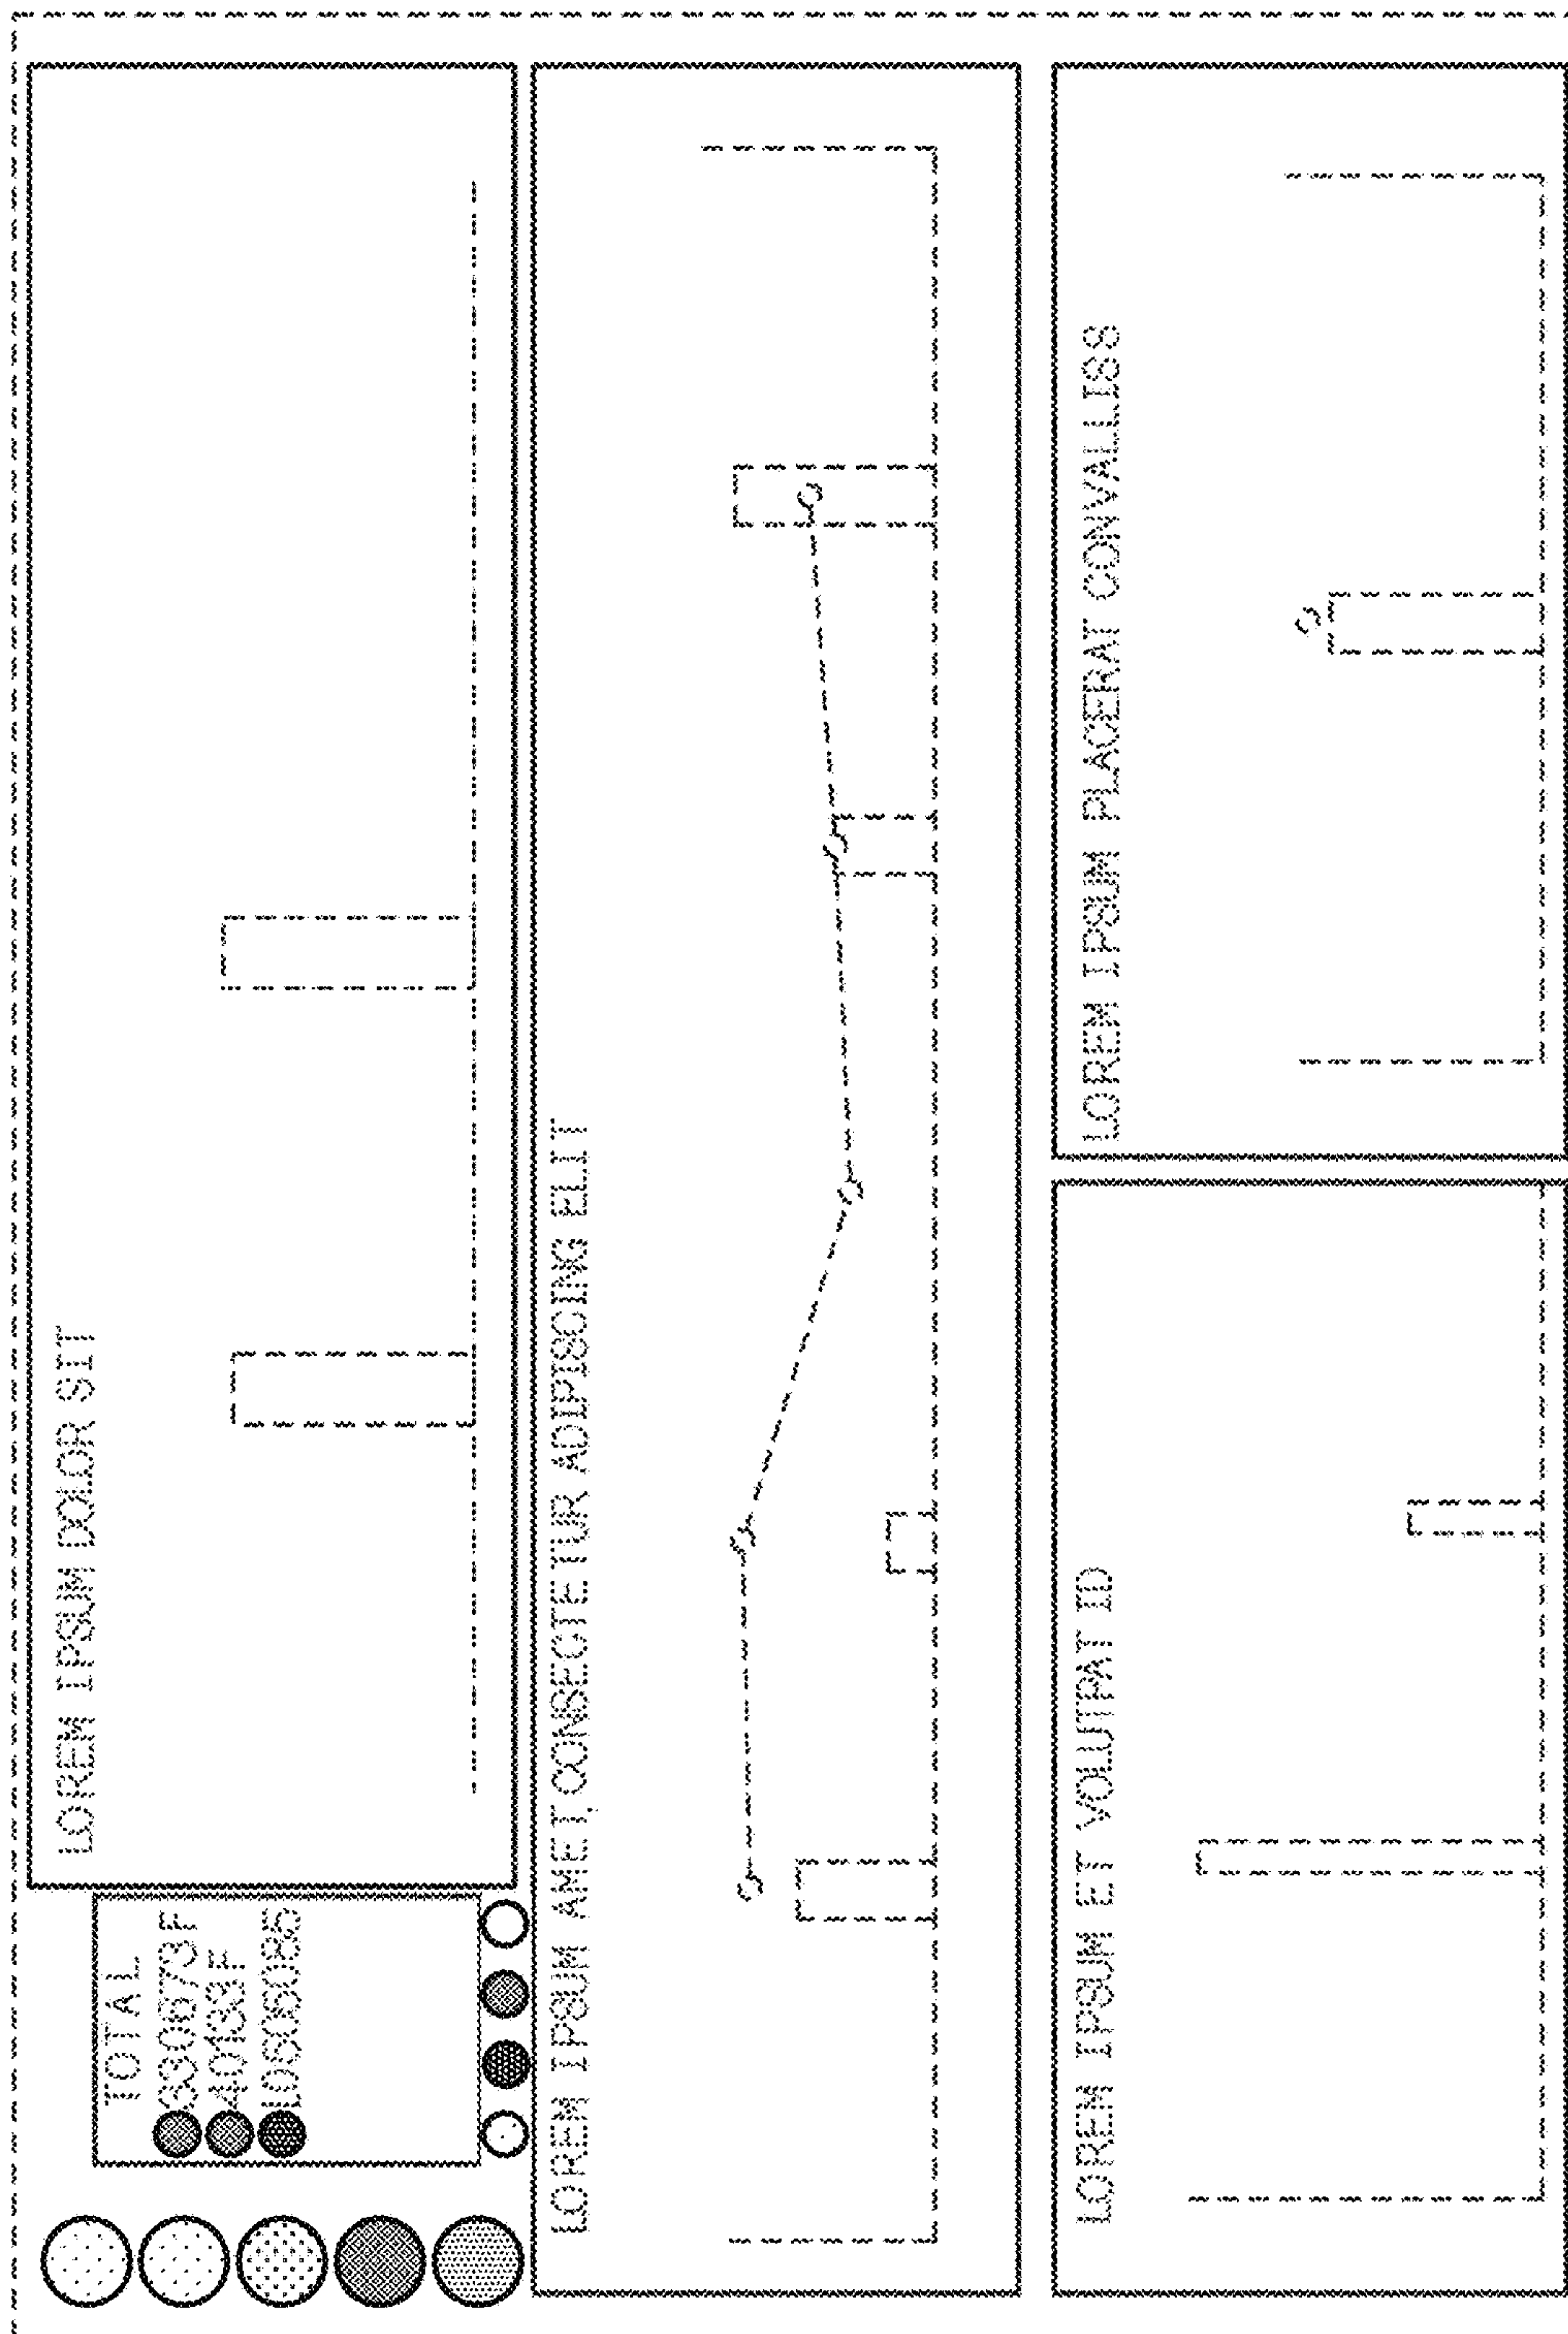 LOREM IPSUM DOLOR SIT
TOTAL
LOREM IPSUM AMET, CONSECTETUR ADIPISCING ELIT
LOREM IPSUM ET VOLUTPAT ID
LOREM IPSUM PLACERAT CONVALLISS